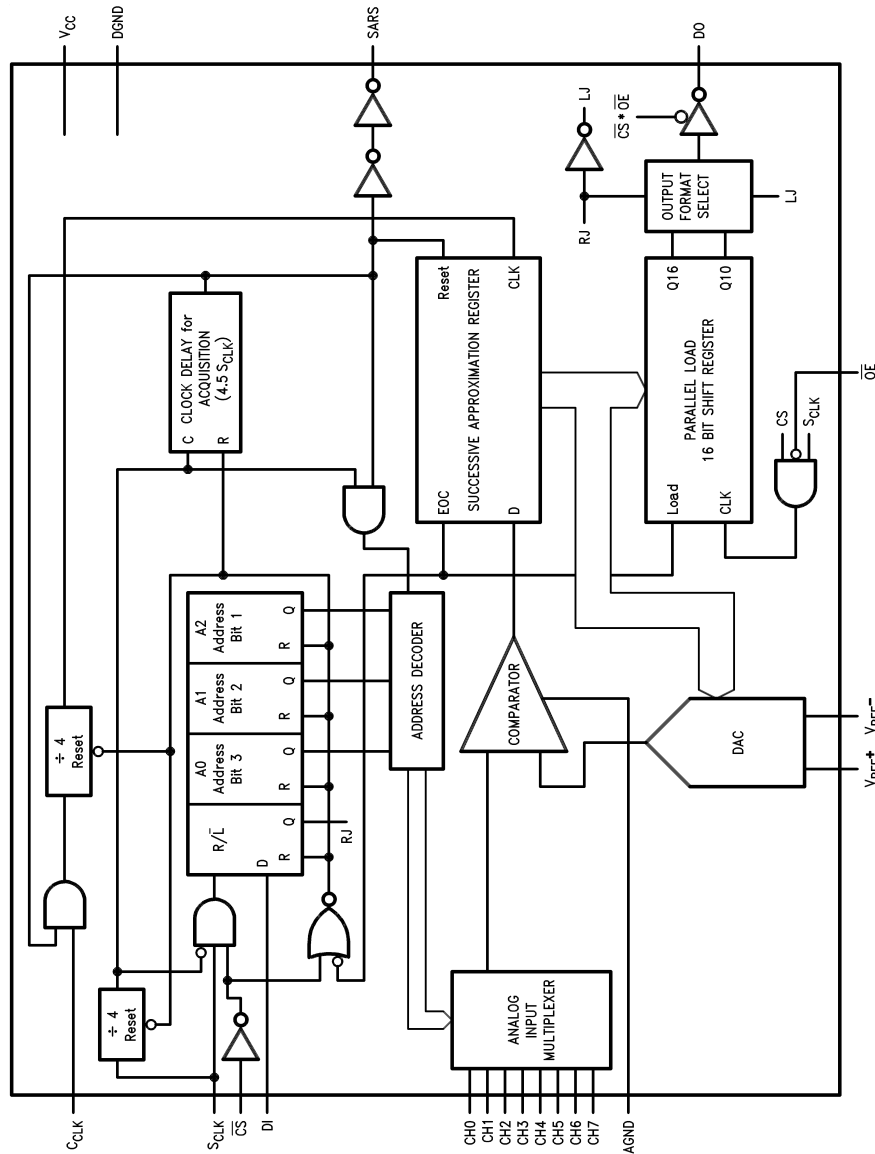 CCLK
SCLK
CS
DI
CH0
CH1
CH2
CH3
CH4
CH5
CH6
CH7
AGND
÷ 4
Reset
÷ 4
Reset
R/L
D
R
Q
RJ
A0
Address
Bit 3
R
Q
A1
Address
Bit 2
R
Q
A2
Address
Bit 1
R
Q
CLOCK DELAY for
ACQUISITION
(4.5 SCLK)
C
R
ADDRESS DECODER
ANALOG
INPUT
MULTIPLEXER
COMPARATOR
DAC
SUCCESSIVE APPROXIMATION REGISTER
EOC
D
Reset
CLK
PARALLEL LOAD
16 BIT SHIFT REGISTER
Load
CLK
Q16
Q10
CS
SCLK
OUTPUT
FORMAT
SELECT
RJ
LJ
LJ
C̅S̅ * O̅E̅
VCC
DGND
SARS
DO
O̅E̅
VREF+
VREF-